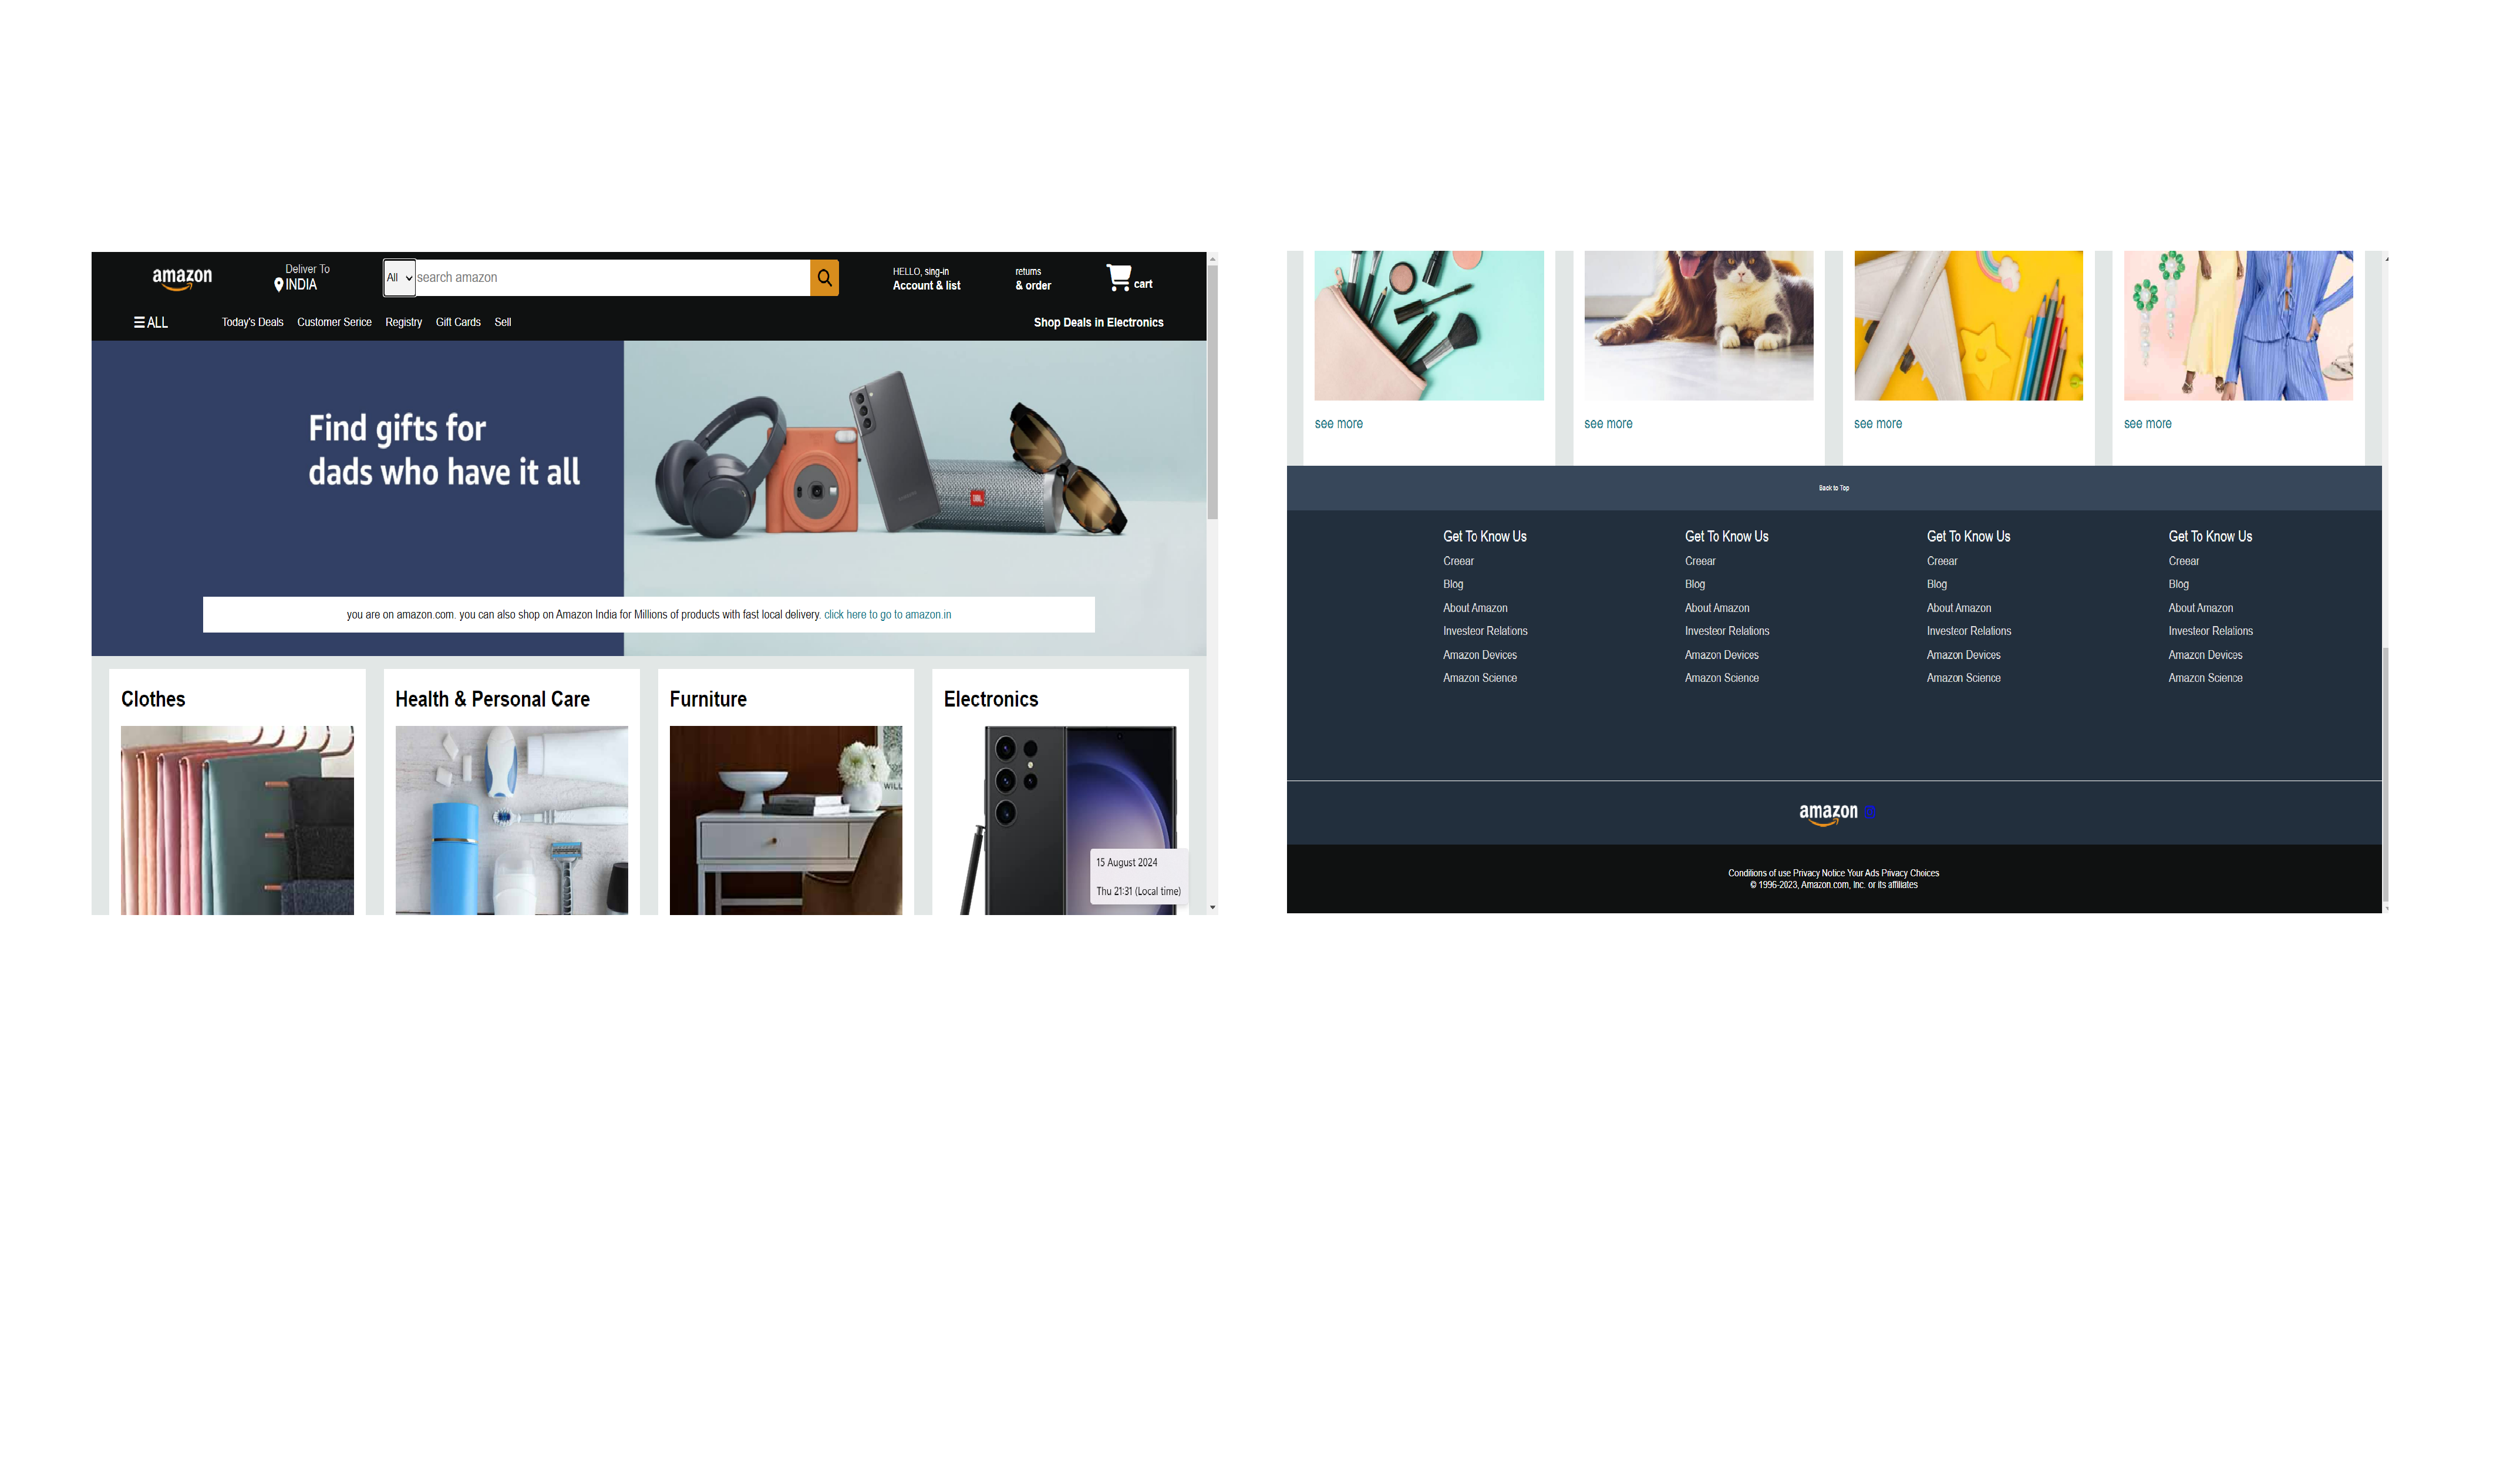 amazon
Deliver To
INDIA
All
search amazon
HELLO, sing-in
Account & list
returns
& order
cart
ALL
Today's Deals
Customer Serice
Registry
Gift Cards
Sell
Shop Deals in Electronics
Find gifts for
dads who have it all
SAMSUNG
JBL
you are on amazon.com. you can also shop on Amazon India for Millions of products with fast local delivery. click here to go to amazon.in
Clothes
Health & Personal Care
Furniture
Electronics
WILL
15 August 2024
Thu 21:31 (Local time)
see more
see more
see more
see more
Back to Top
Get To Know Us
Creear
Blog
About Amazon
Investeor Relations
Amazon Devices
Amazon Science
Get To Know Us
Creear
Blog
About Amazon
Investeor Relations
Amazon Devices
Amazon Science
Get To Know Us
Creear
Blog
About Amazon
Investeor Relations
Amazon Devices
Amazon Science
Get To Know Us
Creear
Blog
About Amazon
Investeor Relations
Amazon Devices
Amazon Science
amazon
Conditions of use Privacy Notice Your Ads Privacy Choices
© 1996-2023, Amazon.com, Inc. or its affiliates